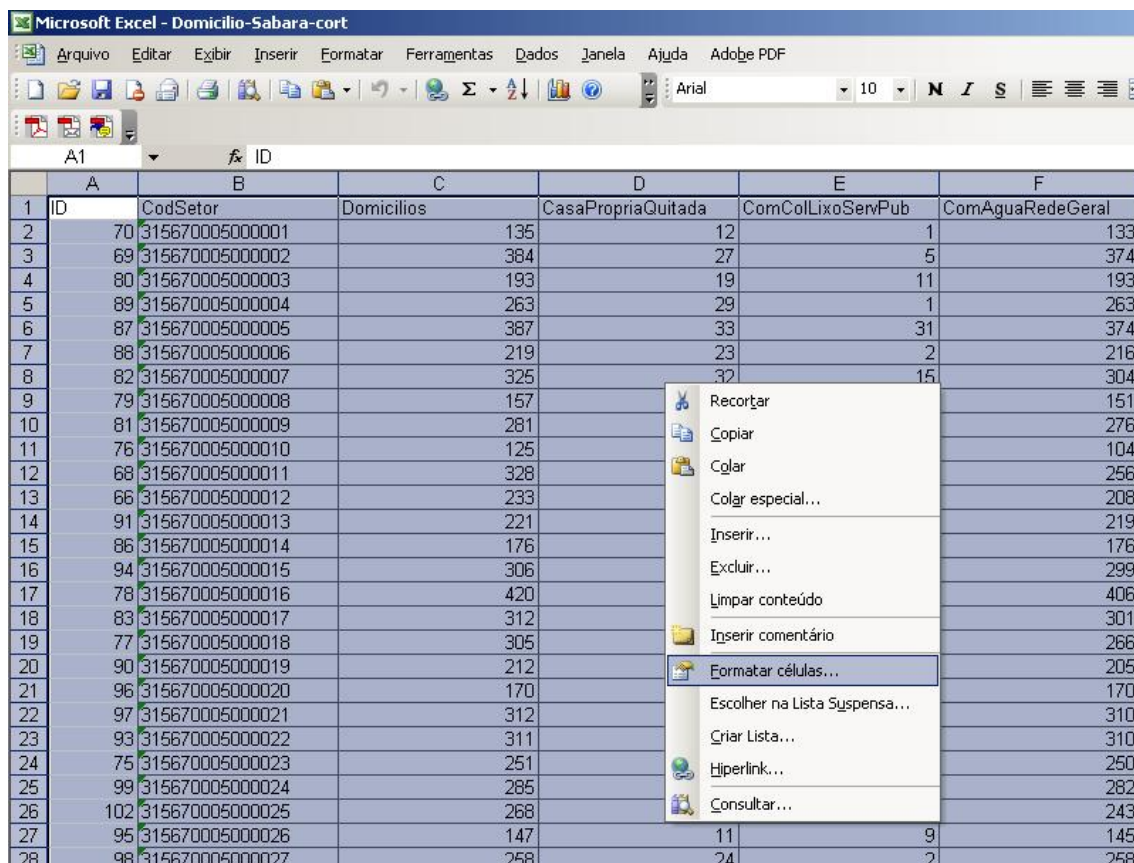 Microsoft Excel - Domicilio-Sabara-cort
Arquivo Editar Exibir Inserir Formatar Ferramentas Dados Janela Ajuda Adobe PDF
Arial 10 N I S
A1 fx ID
A B C D E F
1 ID CodSetor Domicilios CasaPropriaQuitada ComColLixoServPub ComAguaRedeGeral
2 70 315670005000001 135 12 1 133
3 69 315670005000002 384 27 5 374
4 80 315670005000003 193 19 11 193
5 89 315670005000004 263 29 1 263
6 87 315670005000005 387 33 31 374
7 88 315670005000006 219 23 2 216
8 82 315670005000007 325 32 15 304
9 79 315670005000008 157 151
10 81 315670005000009 281 276
11 76 315670005000010 125 104
12 68 315670005000011 328 256
13 66 315670005000012 233 208
14 91 315670005000013 221 219
15 86 315670005000014 176 176
16 94 315670005000015 306 299
17 78 315670005000016 420 406
18 83 315670005000017 312 301
19 77 315670005000018 305 266
20 90 315670005000019 212 205
21 96 315670005000020 170 170
22 97 315670005000021 312 310
23 93 315670005000022 311 310
24 75 315670005000023 251 250
25 99 315670005000024 285 282
26 102 315670005000025 268 243
27 95 315670005000026 147 11 9 145
28 98 315670005000027 258 24 2 258
Recortar
Copiar
Colar
Colar especial...
Inserir...
Excluir...
Limpar conteúdo
Inserir comentário
Formatar células...
Escolher na Lista Suspensa...
Criar Lista...
Hiperlink...
Consultar...